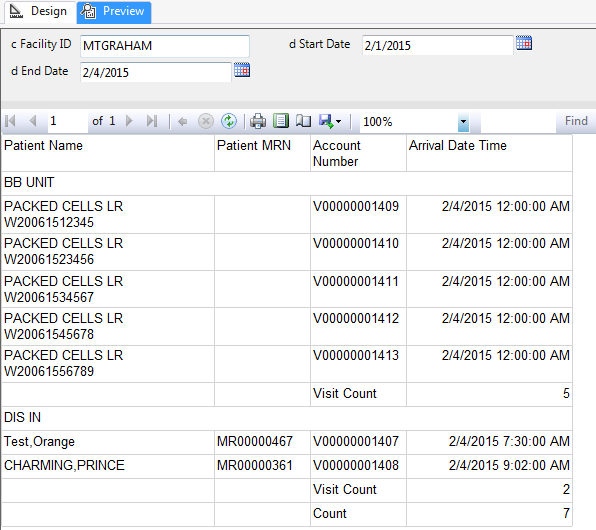 Design Preview
c Facility ID MTGRAHAM d Start Date 2/1/2015
d End Date 2/4/2015
1 of 1 100% Find
Patient Name Patient MRN Account Number Arrival Date Time
BB UNIT
PACKED CELLS LR W20061512345 V00000001409 2/4/2015 12:00:00 AM
PACKED CELLS LR W20061523456 V00000001410 2/4/2015 12:00:00 AM
PACKED CELLS LR W20061534567 V00000001411 2/4/2015 12:00:00 AM
PACKED CELLS LR W20061545678 V00000001412 2/4/2015 12:00:00 AM
PACKED CELLS LR W20061556789 V00000001413 2/4/2015 12:00:00 AM
Visit Count 5
DIS IN
Test,Orange MR00000467 V00000001407 2/4/2015 7:30:00 AM
CHARMING,PRINCE MR00000361 V00000001408 2/4/2015 9:02:00 AM
Visit Count 2
Count 7